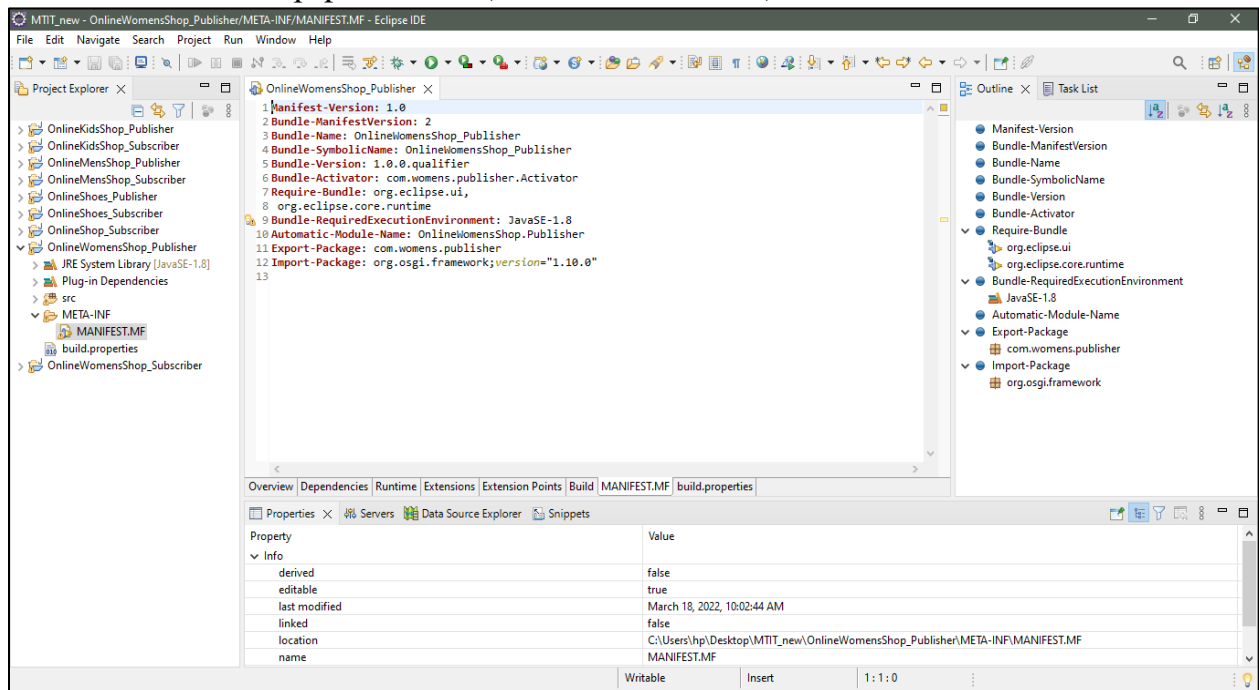 MTIT_new - OnlineWomensShop_Publisher/META-INF/MANIFEST.MF - Eclipse IDE
File Edit Navigate Search Project Run Window Help
Project Explorer
OnlineKidsShop_Publisher
OnlineKidsShop_Subscriber
OnlineMensShop_Publisher
OnlineMensShop_Subscriber
OnlineShoes_Publisher
OnlineShoes_Subscriber
OnlineShop_Subscriber
OnlineWomensShop_Publisher
JRE System Library [JavaSE-1.8]
Plug-in Dependencies
src
META-INF
MANIFEST.MF
build.properties
OnlineWomensShop_Subscriber
OnlineWomensShop_Publisher
1 Manifest-Version: 1.0
2 Bundle-ManifestVersion: 2
3 Bundle-Name: OnlineWomensShop_Publisher
4 Bundle-SymbolicName: OnlineWomensShop_Publisher
5 Bundle-Version: 1.0.0.qualifier
6 Bundle-Activator: com.womens.publisher.Activator
7 Require-Bundle: org.eclipse.ui,
8 org.eclipse.core.runtime
9 Bundle-RequiredExecutionEnvironment: JavaSE-1.8
10 Automatic-Module-Name: OnlineWomensShop.Publisher
11 Export-Package: com.womens.publisher
12 Import-Package: org.osgi.framework;version="1.10.0"
13
Overview Dependencies Runtime Extensions Extension Points Build MANIFEST.MF build.properties
Outline Task List
Manifest-Version
Bundle-ManifestVersion
Bundle-Name
Bundle-SymbolicName
Bundle-Version
Bundle-Activator
Require-Bundle
org.eclipse.ui
org.eclipse.core.runtime
Bundle-RequiredExecutionEnvironment
JavaSE-1.8
Automatic-Module-Name
Export-Package
com.womens.publisher
Import-Package
org.osgi.framework
Properties Servers Data Source Explorer Snippets
Property Value
Info
derived false
editable true
last modified March 18, 2022, 10:02:44 AM
linked false
location C:\Users\hp\Desktop\MTIT_new\OnlineWomensShop_Publisher\META-INF\MANIFEST.MF
name MANIFEST.MF
Writable Insert 1:1:0